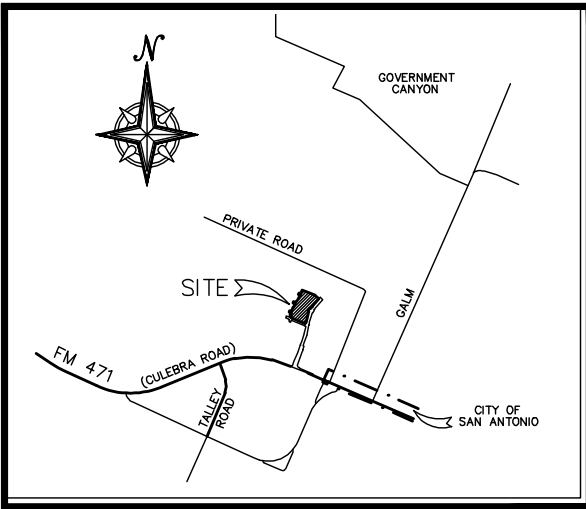 N
GOVERNMENT
CANYON
PRIVATE ROAD
SITE
GALM
FM 471
(CULEBRA ROAD)
TALLEY
ROAD
CITY OF
SAN ANTONIO